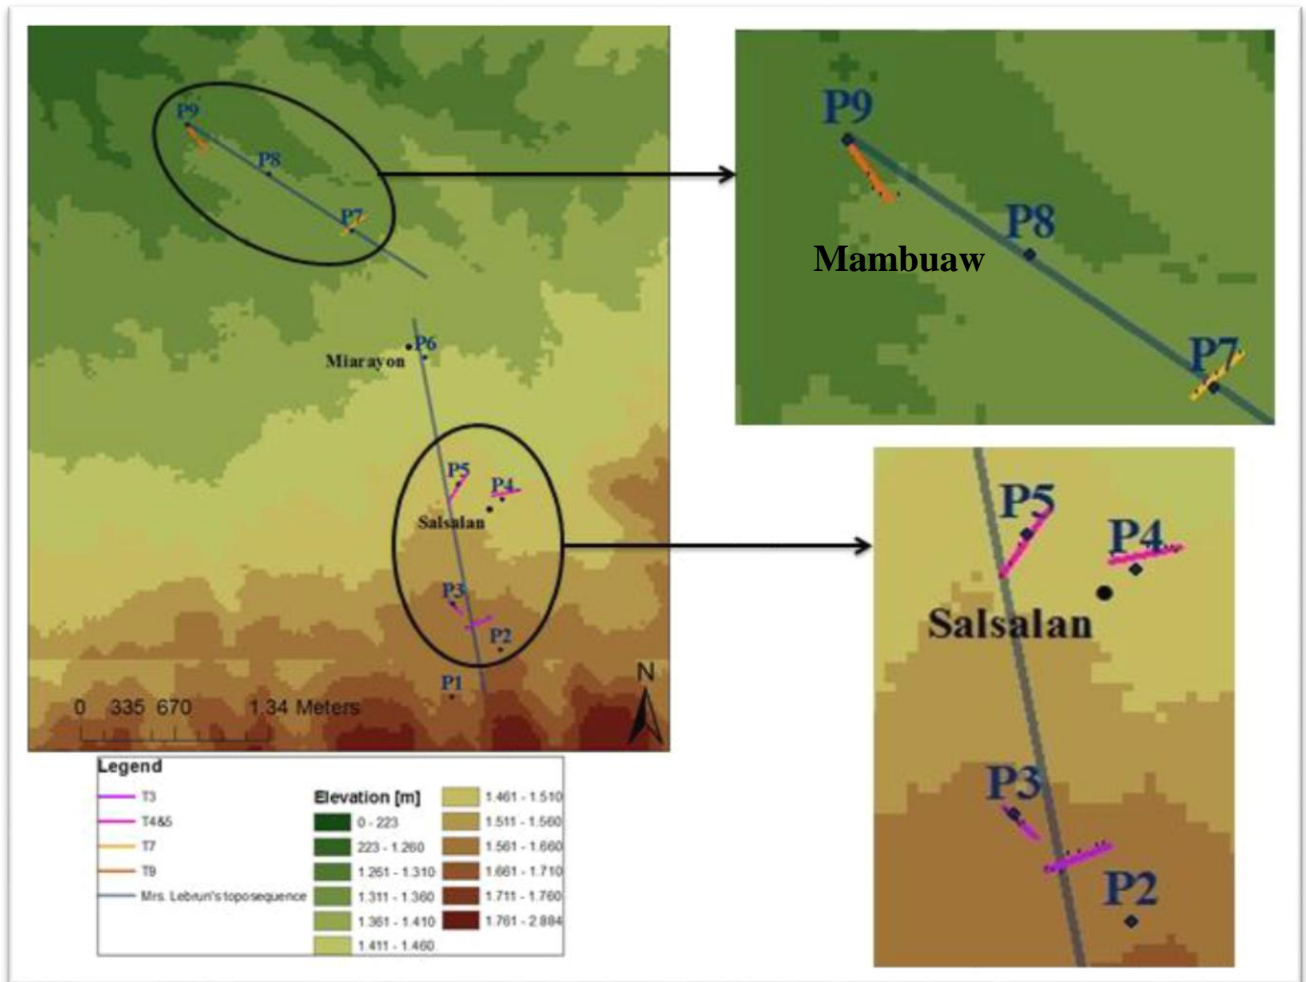 P9
P8
P7
P6
Miarayon
P5
P4
Salsalan
P3
P2
P1
N
0 335 670 1.34 Meters
P9
P8
Mambuaw
P7
P5
P4
Salsalan
P3
P2
Legend
T3
T4&5
T7
T9
Mrs. Lebrun's toposequence
Elevation [m]
0 - 223
223 - 1.260
1.261 - 1.310
1.311 - 1.360
1.361 - 1.410
1.411 - 1.460
1.461 - 1.510
1.511 - 1.560
1.561 - 1.660
1.661 - 1.710
1.711 - 1.760
1.761 - 2.884